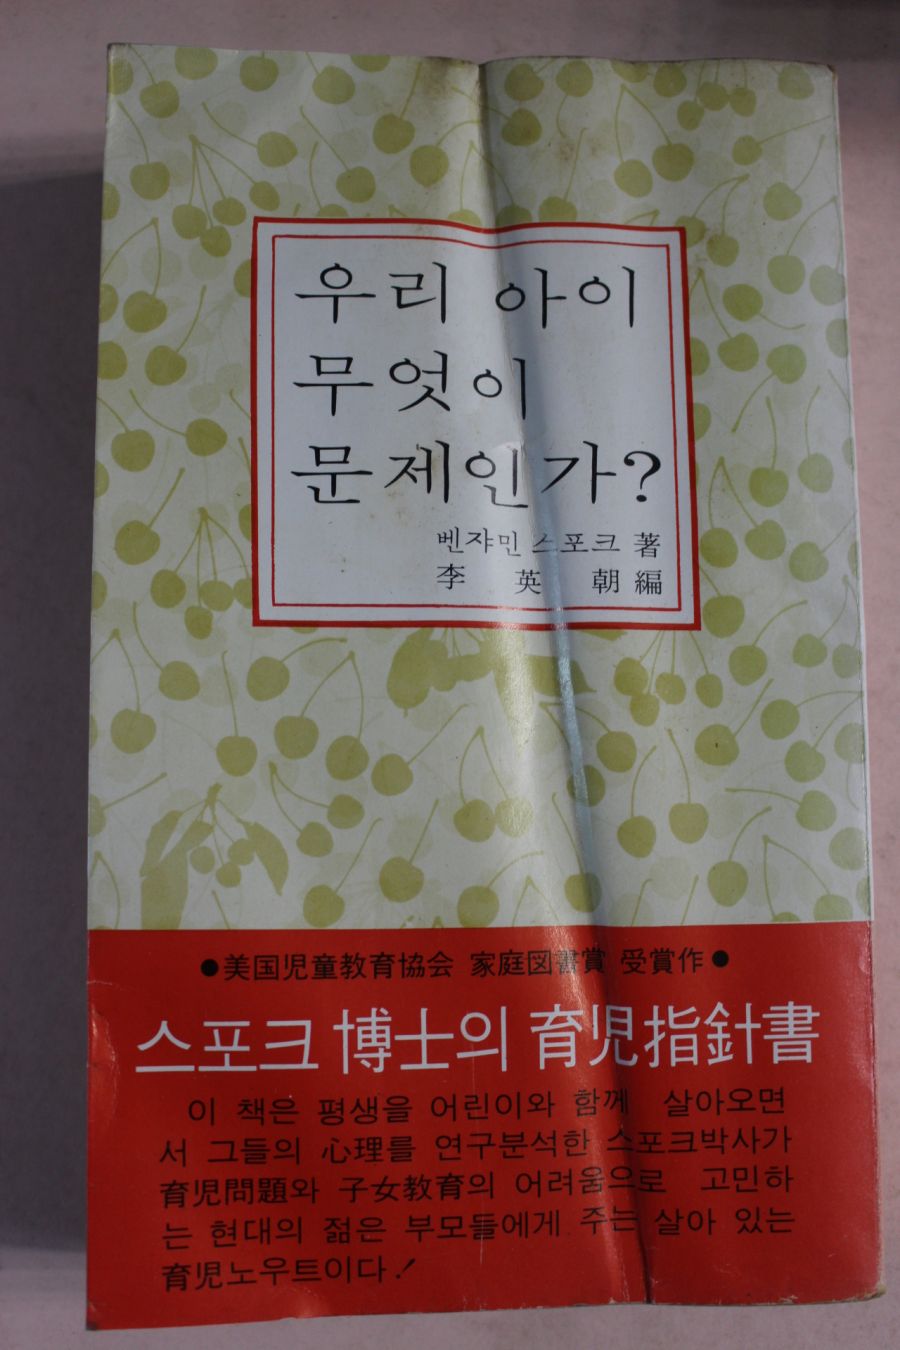 우리 아이
무엇이
문제인가?
벤쟈민 스포크 著
李 英 朝 編
●美国児童教育協会 家庭図書賞 受賞作●
스포크 博士의 育児指針書
이 책은 평생을 어린이와 함께 살아오면
서 그들의 心理를 연구분석한 스포크박사가
育児問題와 子女教育의 어려움으로 고민하
는 현대의 젊은 부모들에게 주는 살아 있는
育児노우트이다!